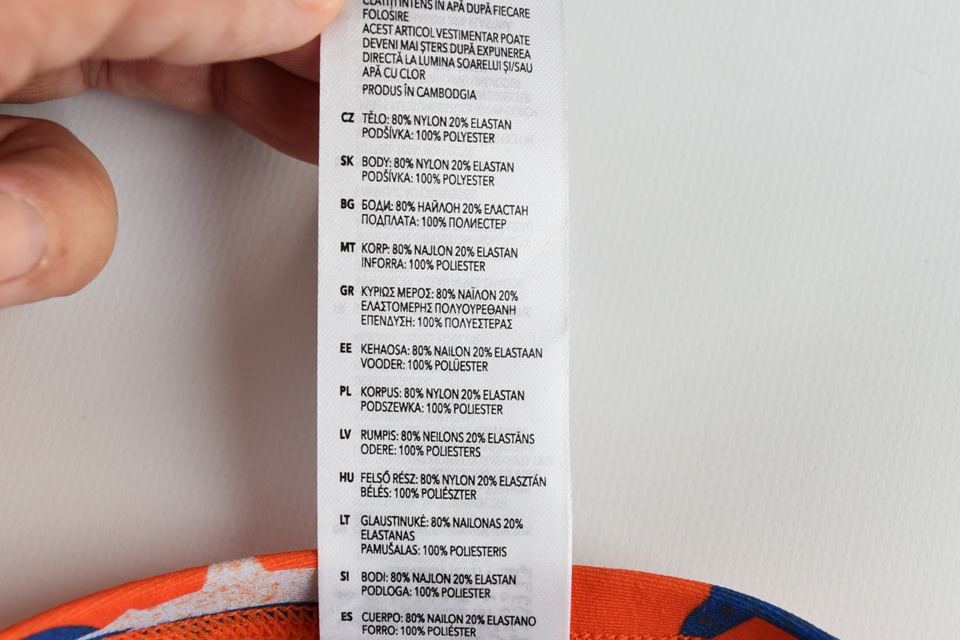 CLĂTIȚI INTENS ÎN APĂ DUPĂ FIECARE
FOLOSIRE
ACEST ARTICOL VESTIMENTAR POATE
DEVENI MAI ȘTERS DUPĂ EXPUNEREA
DIRECTĂ LA LUMINA SOARELUI ȘI/SAU
APĂ CU CLOR
PRODUS ÎN CAMBODGIA
CZ TĚLO: 80% NYLON 20% ELASTAN
PODŠÍVKA: 100% POLYESTER
SK BODY: 80% NYLON 20% ELASTAN
PODŠÍVKA: 100% POLYESTER
BG БОДИ: 80% НАЙЛОН 20% ЕЛАСТАН
ПОДПЛАТА: 100% ПОЛИЕСТЕР
MT KORP: 80% NAJLON 20% ELASTAN
INFORRA: 100% POLIESTER
GR ΚΥΡΙΩΣ ΜΕΡΟΣ: 80% ΝΑΪΛΟΝ 20%
ΕΛΑΣΤΟΜΕΡΗΣ ΠΟΛΥΟΥΡΕΘΑΝΗ
ΕΠΕΝΔΥΣΗ: 100% ΠΟΛΥΕΣΤΕΡΑΣ
EE KEHAOSA: 80% NAILON 20% ELASTAAN
VOODER: 100% POLÜESTER
PL KORPUS: 80% NYLON 20% ELASTAN
PODSZEWKA: 100% POLIESTER
LV RUMPIS: 80% NEILONS 20% ELASTĀNS
ODERE: 100% POLIESTERS
HU FELSŐ RÉSZ: 80% NYLON 20% ELASZTÁN
BÉLÉS: 100% POLIÉSZTER
LT GLAUSTINUKĖ: 80% NAILONAS 20%
ELASTANAS
PAMUŠALAS: 100% POLIESTERIS
SI BODI: 80% NAJLON 20% ELASTAN
PODLOGA: 100% POLIESTER
ES CUERPO: 80% NAILON 20% ELASTANO
FORRO: 100% POLIÉSTER